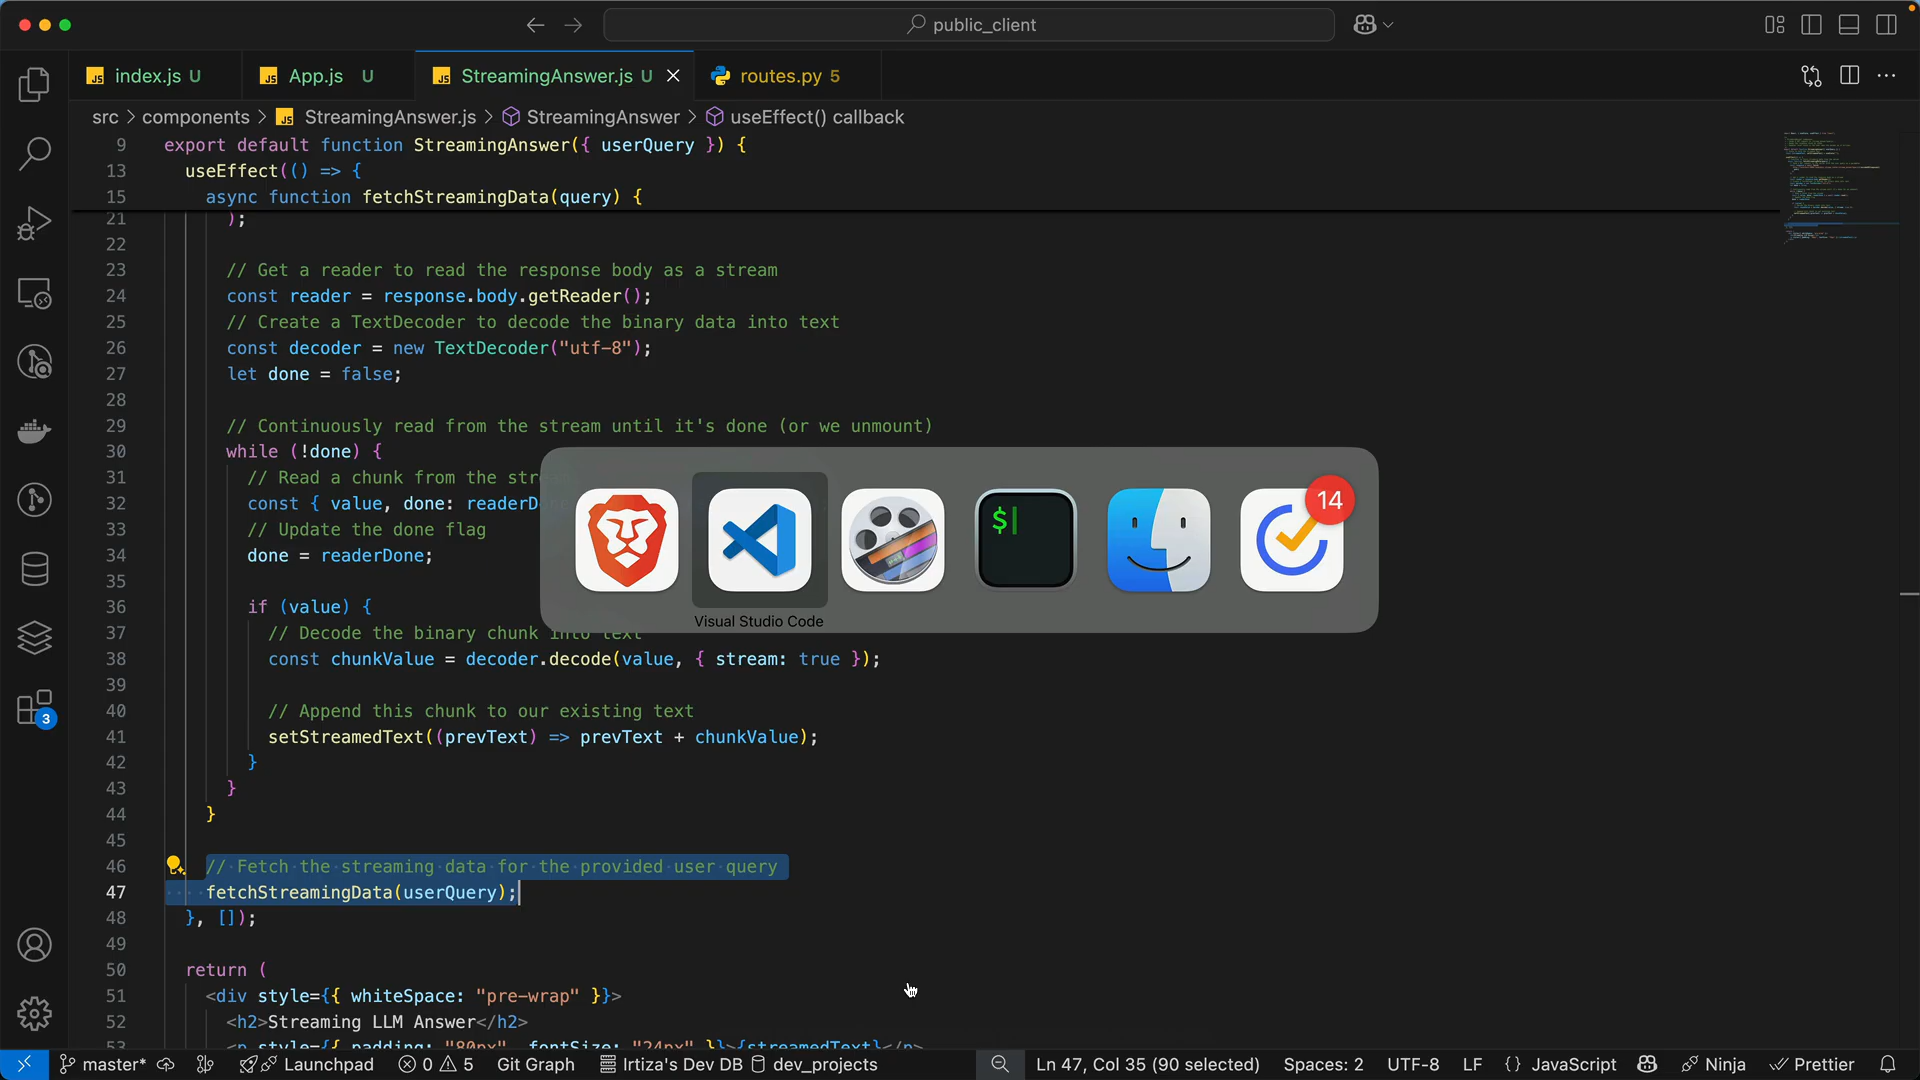 public_client
index.js U
App.js U
StreamingAnswer.js U
routes.py 5
src > components > StreamingAnswer.js > StreamingAnswer > useEffect() callback
9 export default function StreamingAnswer({ userQuery }) {
13 useEffect(() => {
15 async function fetchStreamingData(query) {
21 );
22
23 // Get a reader to read the response body as a stream
24 const reader = response.body.getReader();
25 // Create a TextDecoder to decode the binary data into text
26 const decoder = new TextDecoder("utf-8");
27 let done = false;
28
29 // Continuously read from the stream until it's done (or we unmount)
30 while (!done) {
31 // Read a chunk from the
32 const { value, done:
33 // Update the done flag
34 done = readerDone;
35
36 if (value) {
37 // Decode the binary chunk into text
38 const chunkValue = decoder.decode(value, { stream: true });
39
40 // Append this chunk to our existing text
41 setStreamedText((prevText) => prevText + chunkValue);
42 }
43 }
44 }
45
46 // Fetch the streaming data for the provided user query
47 fetchStreamingData(userQuery);
48 }, []);
49
50 return (
51 <div style={{ whiteSpace: "pre-wrap" }}>
52 <h2>Streaming LLM Answer</h2>
53 <p style={{ padding: "80px", fontSize: "24px" }}>{streamedText}</p>
$
14
Visual Studio Code
3
master* Launchpad 0 5 Git Graph Irtiza's Dev DB dev_projects Ln 47, Col 35 (90 selected) Spaces: 2 UTF-8 LF {} JavaScript Ninja Prettier